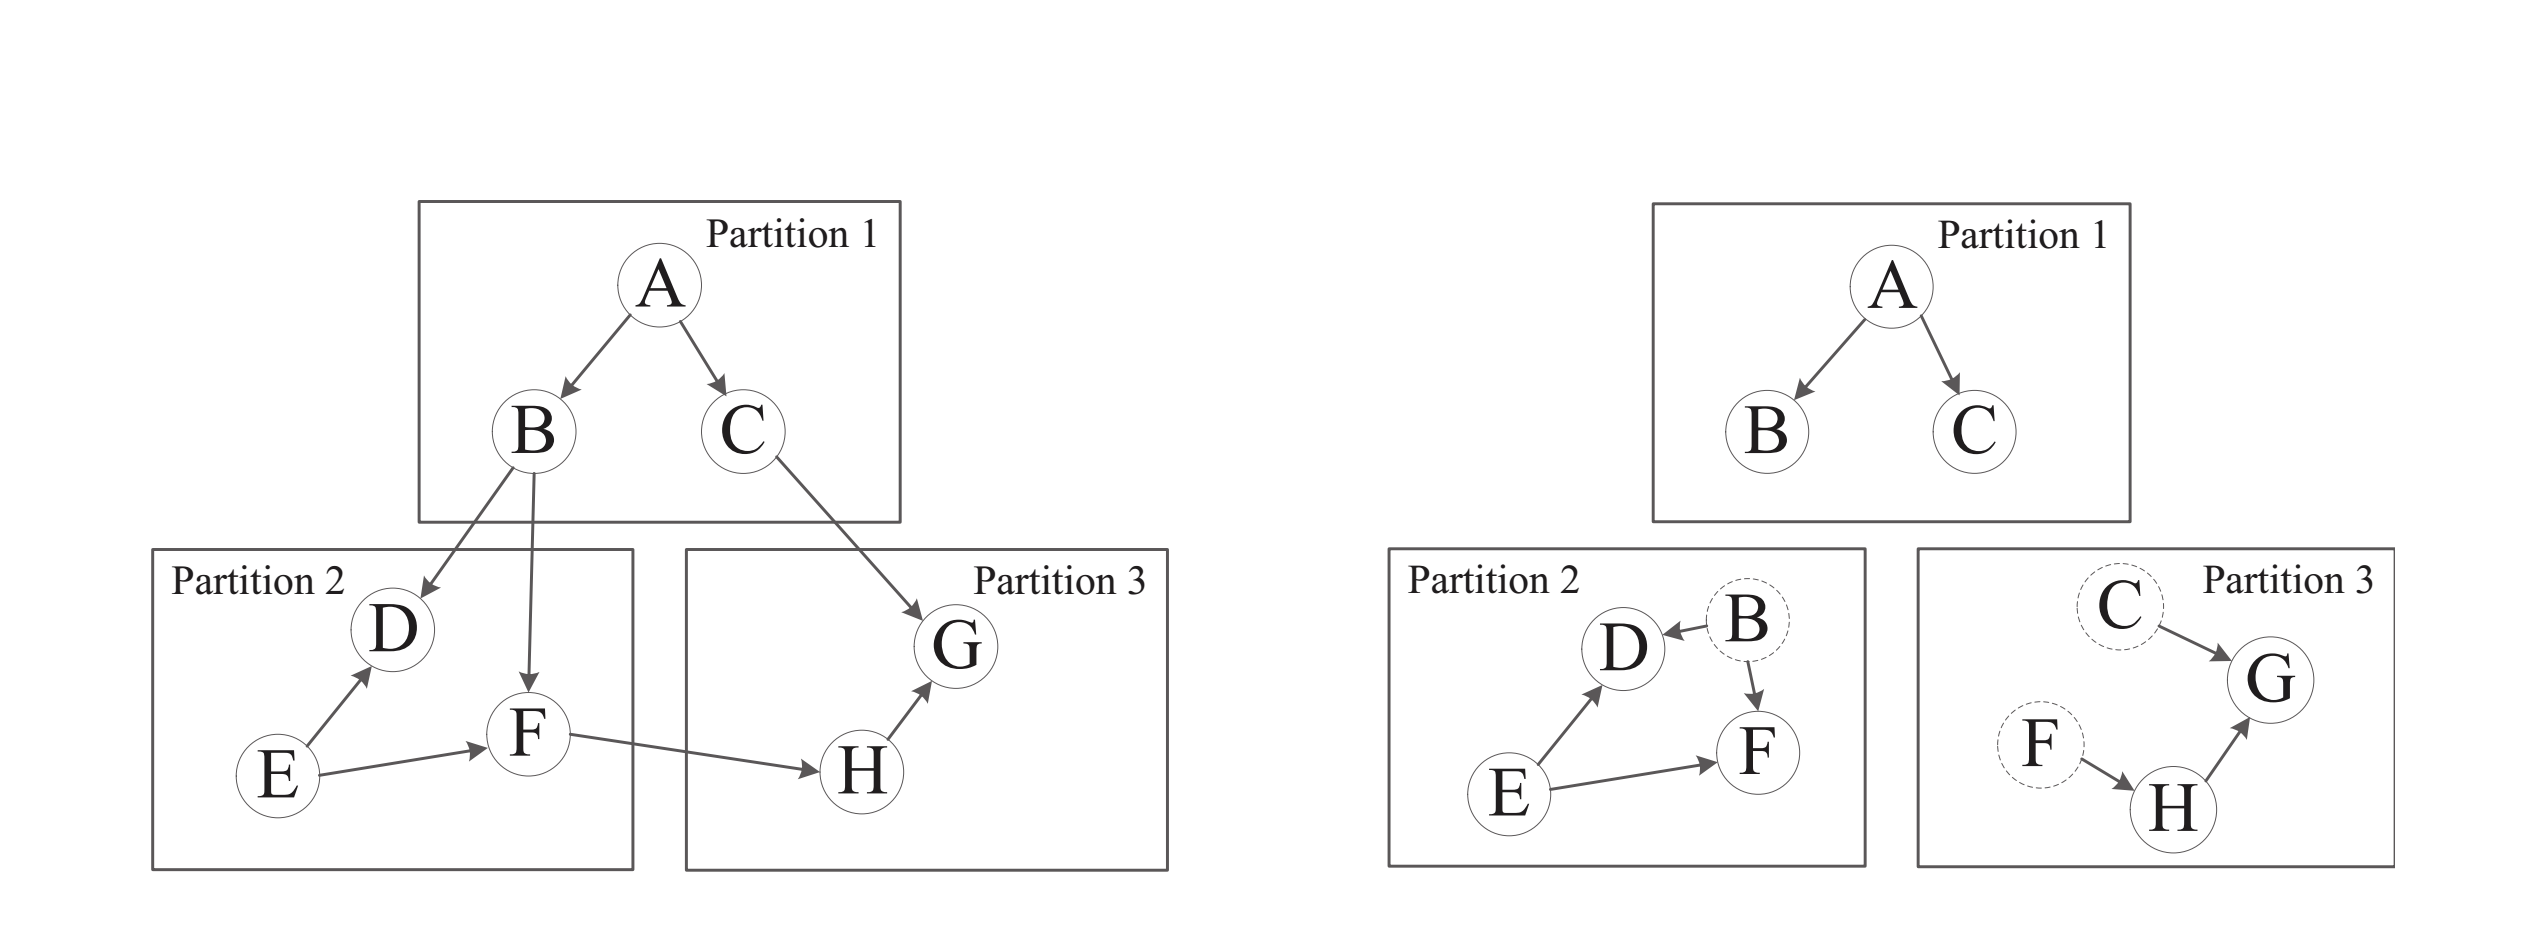 Partition 1
A
B
C
Partition 2
D
E
F
Partition 3
G
H
Partition 1
A
B
C
Partition 2
B
D
F
E
Partition 3
C
G
F
H